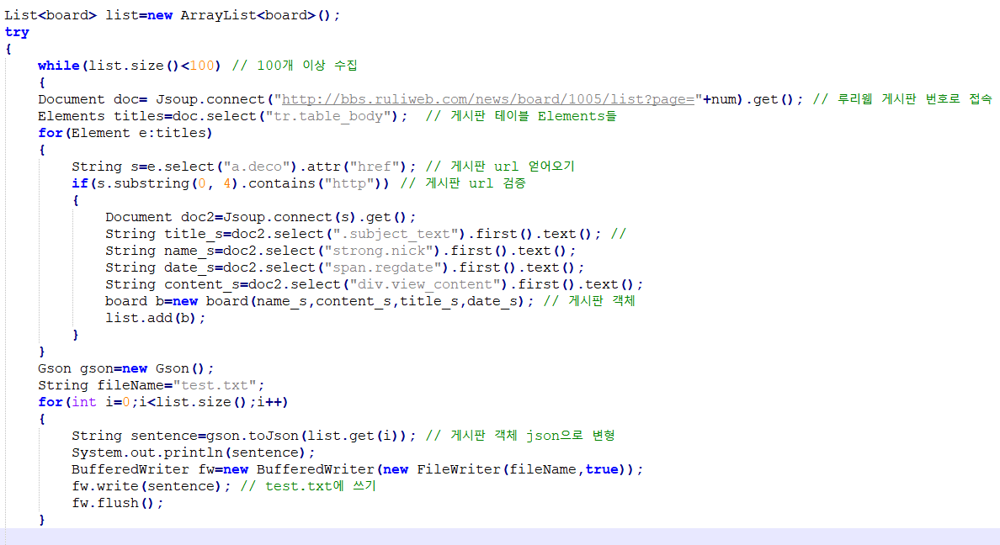 List<board> list=new ArrayList<board>();
try
{
while(list.size()<100) // 100개 이상 수집
{
Document doc= Jsoup.connect("http://bbs.ruliweb.com/news/board/1005/list?page="+num).get(); // 루리웹 게시판 번호로 접속
Elements titles=doc.select("tr.table_body"); // 게시판 테이블 Elements들
for(Element e:titles)
{
String s=e.select("a.deco").attr("href"); // 게시판 url 얻어오기
if(s.substring(0, 4).contains("http")) // 게시판 url 검증
{
Document doc2=Jsoup.connect(s).get();
String title_s=doc2.select(".subject_text").first().text(); //
String name_s=doc2.select("strong.nick").first().text();
String date_s=doc2.select("span.regdate").first().text();
String content_s=doc2.select("div.view_content").first().text();
board b=new board(name_s,content_s,title_s,date_s); // 게시판 객체
list.add(b);
}
}
Gson gson=new Gson();
String fileName="test.txt";
for(int i=0;i<list.size();i++)
{
String sentence=gson.toJson(list.get(i)); // 게시판 객체 json으로 변형
System.out.println(sentence);
BufferedWriter fw=new BufferedWriter(new FileWriter(fileName,true));
fw.write(sentence); // test.txt에 쓰기
fw.flush();
}